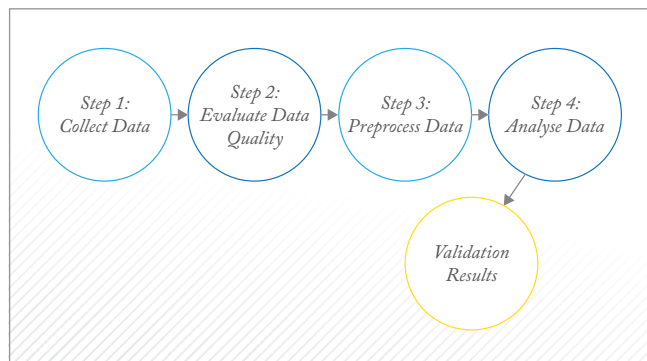 Step 1:
Collect Data
Step 2:
Evaluate Data
Quality
Step 3:
Preprocess Data
Step 4:
Analyse Data
Validation
Results